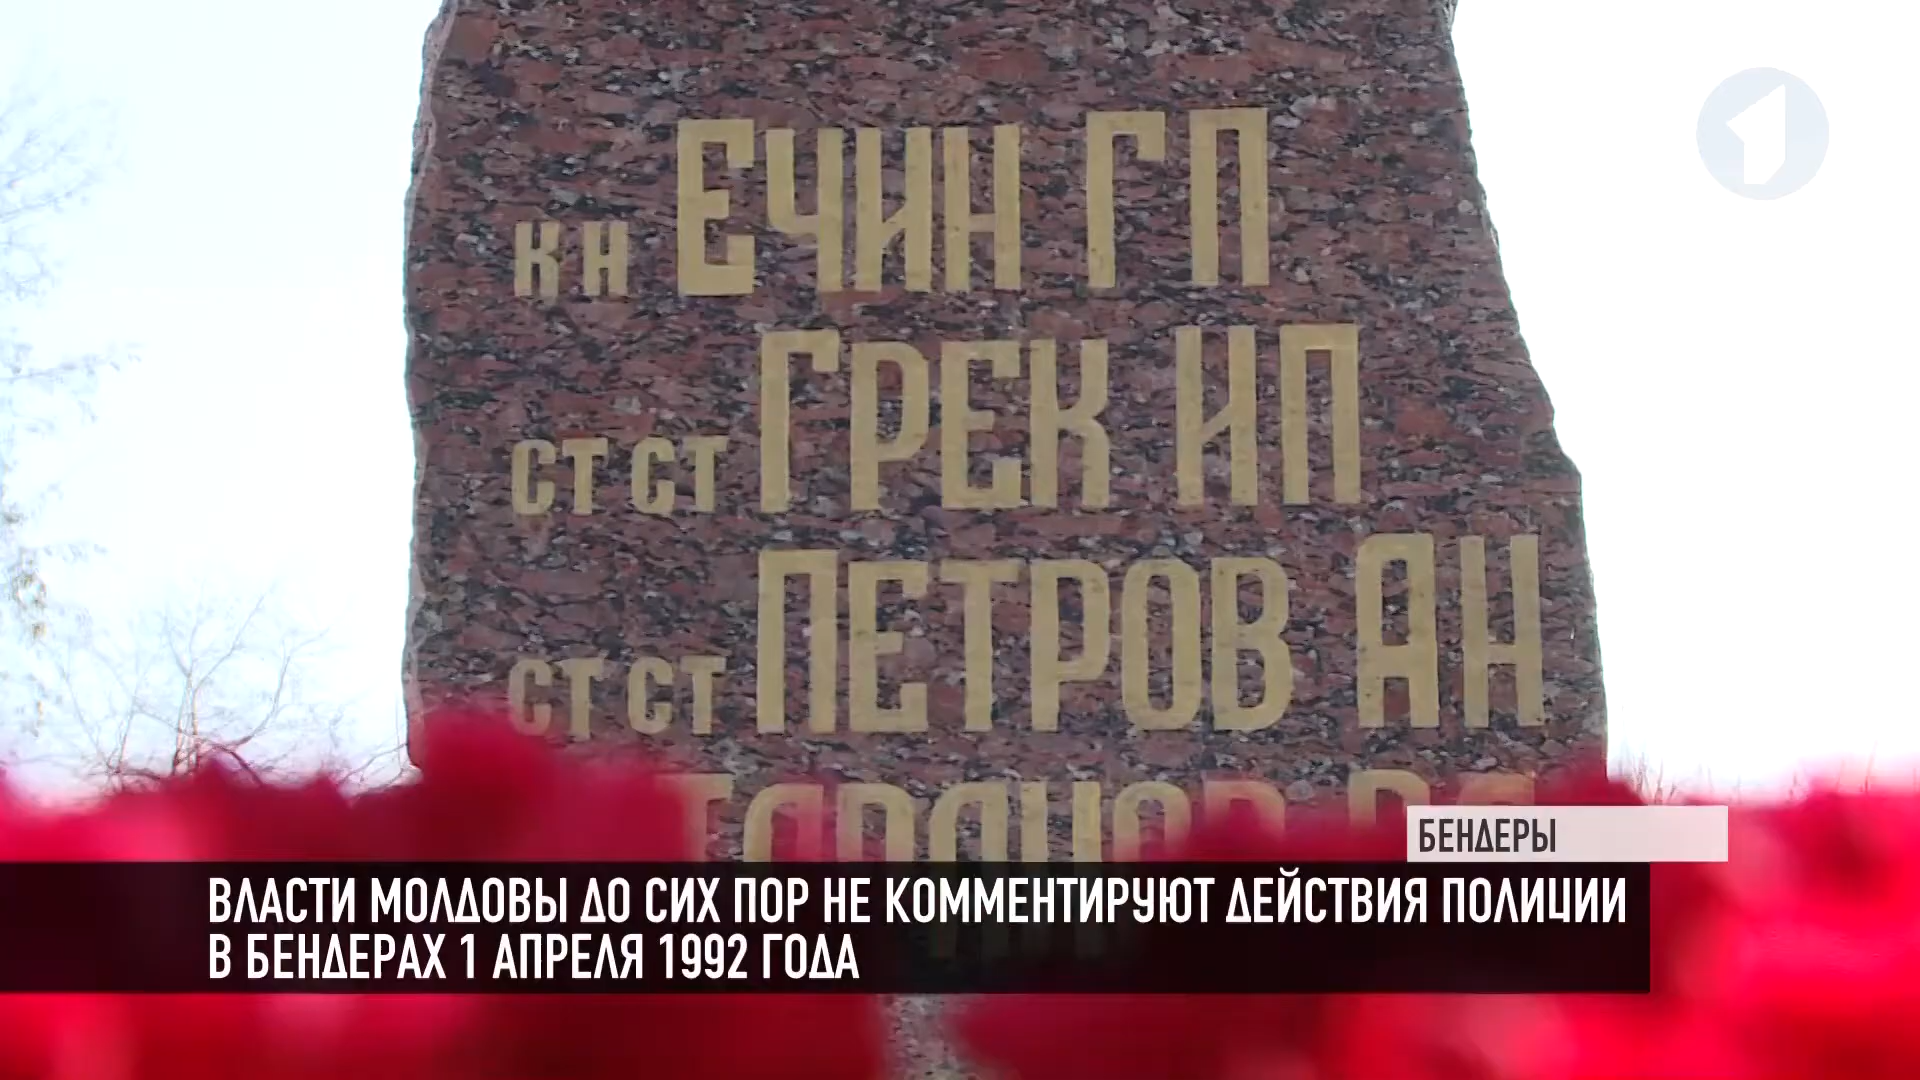 КН ЕЧИН ГП
СТ СТ ГРЕК ИП
СТ СТ ПЕТРОВ АН
БЕНДЕРЫ
ВЛАСТИ МОЛДОВЫ ДО СИХ ПОР НЕ КОММЕНТИРУЮТ ДЕЙСТВИЯ ПОЛИЦИИ
В БЕНДЕРАХ 1 АПРЕЛЯ 1992 ГОДА